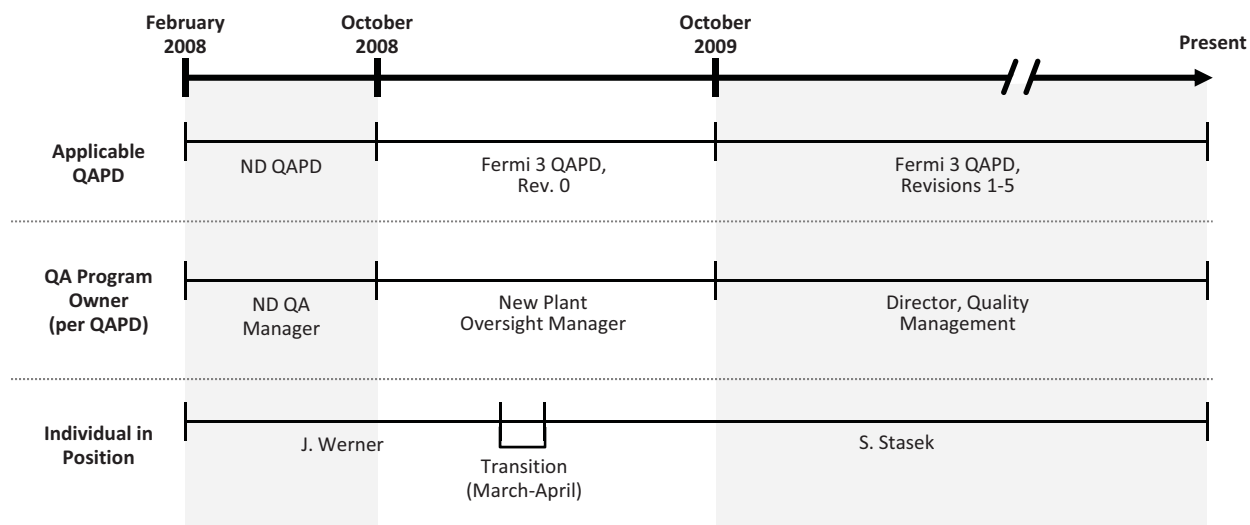 February
2008
October
2008
October
2009
Present
Applicable
QAPD
ND QAPD
Fermi 3 QAPD,
Rev. 0
Fermi 3 QAPD,
Revisions 1-5
QA Program
Owner
(per QAPD)
ND QA
Manager
New Plant
Oversight Manager
Director, Quality
Management
Individual in
Position
J. Werner
Transition
(March-April)
S. Stasek